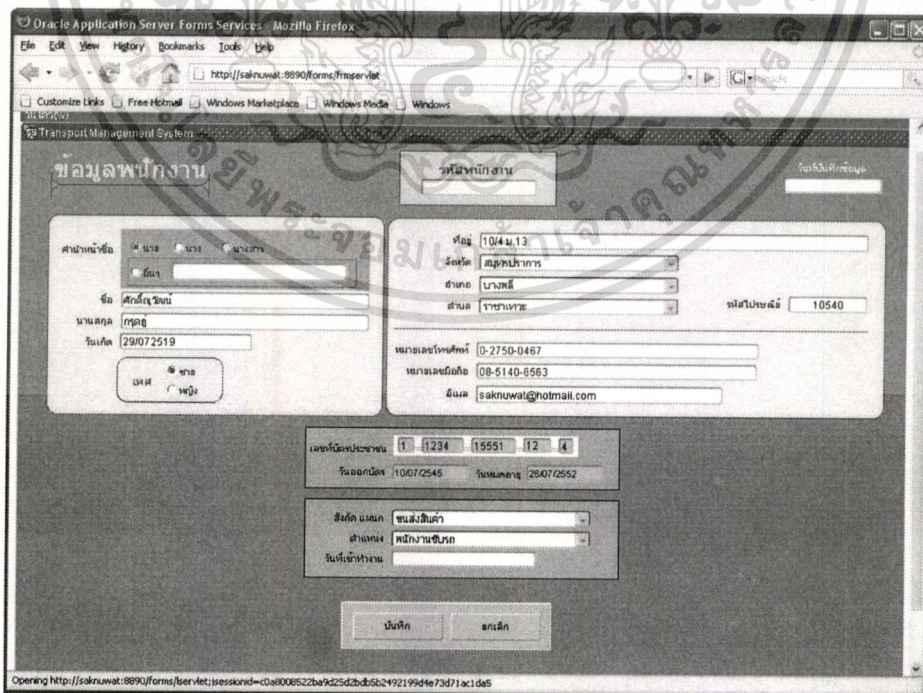 Oracle Application Server Forms Services - Mozilla Firefox
File Edit View History Bookmarks Tools Help
http://saknuwat:8890/forms/frmservlet
Customize Links Free Hotmail Windows Marketplace Windows Media Windows
Transport Management System
ข้อมูลพนักงาน
รหัสพนักงาน
วันที่บันทึกข้อมูล
คำนำหน้าชื่อ นาย นาง นางสาว
อื่นๆ
ชื่อ ศักดิ์ณุวัฒน์
นามสกุล
วันเกิด 29/072519
เพศ ชาย
หญิง
ที่อยู่ 10/4 ม.13
จังหวัด สมุทรปราการ
อำเภอ บางพลี
ตำบล ราชาเทวะ รหัสไปรษณีย์ 10540
หมายเลขโทรศัพท์ 0-2750-0467
หมายเลขมือถือ 08-5140-6563
อีเมล saknuwat@hotmail.com
เลขที่บัตรประชาชน 1 1234 15551 12 4
วันออกบัตร 10/07/2545 วันหมดอายุ 28/07/2552
สังกัด แผนก ขนส่งสินค้า
ตำแหน่ง พนักงานขับรถ
วันที่เข้าทำงาน
บันทึก ยกเลิก
Opening http://saknuwat:8890/forms/lservlet;jsessionid=c0a8008522ba9d25d2bdb5b2492199d4e73d71ac1da5